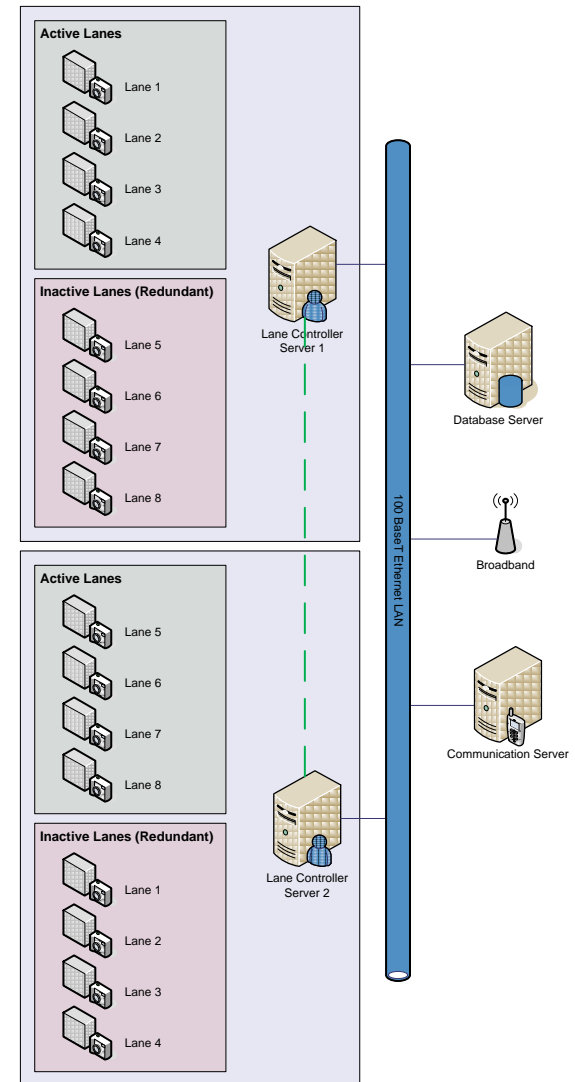 Active Lanes
Lane 1
Lane 2
Lane 3
Lane 4
Inactive Lanes (Redundant)
Lane 5
Lane 6
Lane 7
Lane 8
Lane Controller
Server 1
Active Lanes
Lane 5
Lane 6
Lane 7
Lane 8
Inactive Lanes (Redundant)
Lane 1
Lane 2
Lane 3
Lane 4
Lane Controller
Server 2
100 BaseT Ethernet LAN
Database Server
Broadband
Communication Server